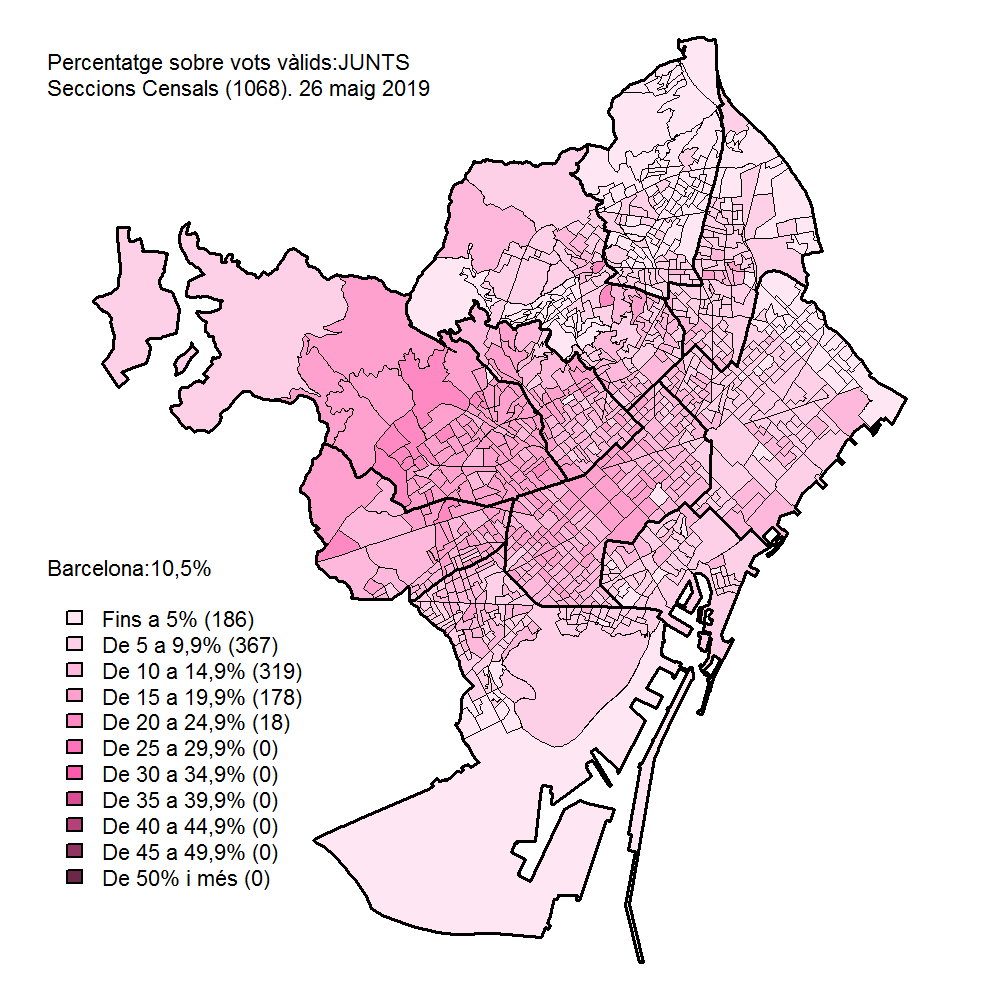 Percentatge sobre vots vàlids:JUNTS
Seccions Censals (1068). 26 maig 2019
Barcelona:10,5%
Fins a 5% (186)
De 5 a 9,9% (367)
De 10 a 14,9% (319)
De 15 a 19,9% (178)
De 20 a 24,9% (18)
De 25 a 29,9% (0)
De 30 a 34,9% (0)
De 35 a 39,9% (0)
De 40 a 44,9% (0)
De 45 a 49,9% (0)
De 50% i més (0)